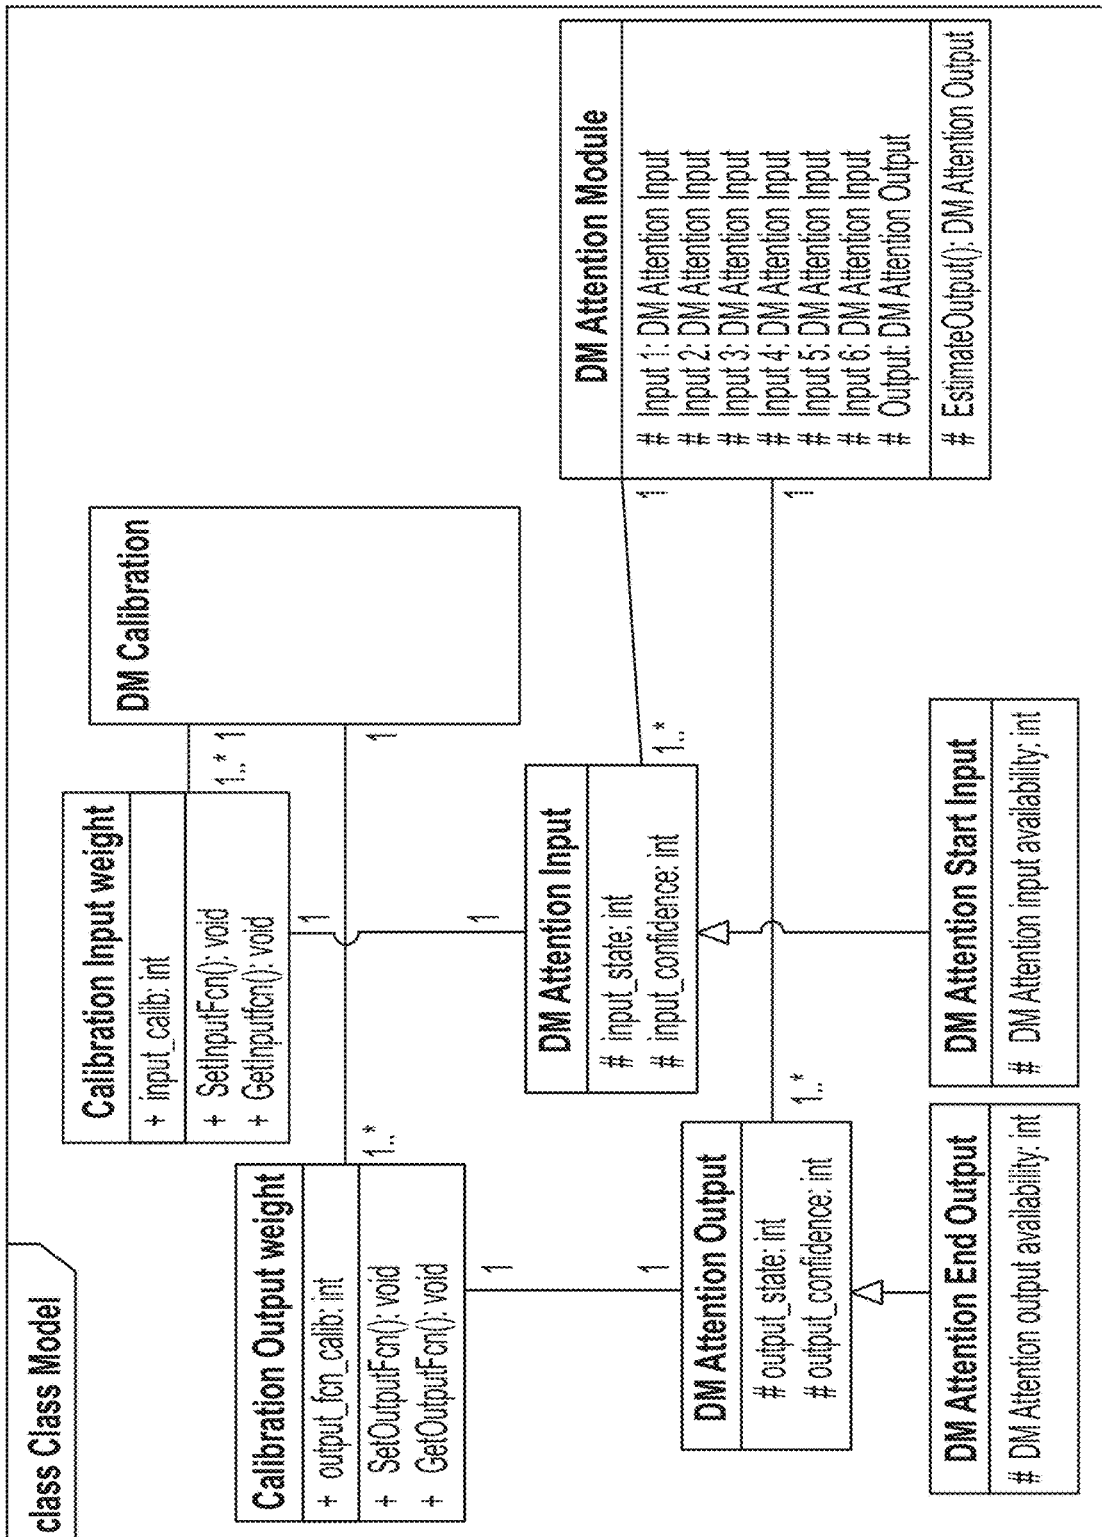 class Class Model
Calibration Input weight
+ input_calib: int
+ SetInputFcn(): void
+ GetInputfcn(): void
1..* 1
DM Calibration
Calibration Output weight
+ output_fcn_calib: int
+ SetOutputFcn(): void
+ GetOutputFcn(): void
1..*
1
1
1
1
1
DM Attention Input
# input_state: int
# input_confidence: int
1..*
1
DM Attention Module
# Input 1: DM Attention Input
# Input 2: DM Attention Input
# Input 3: DM Attention Input
# Input 4: DM Attention Input
# Input 5: DM Attention Input
# Input 6: DM Attention Input
# Output: DM Attention Output
# EstimateOutput(): DM Attention Output
DM Attention Output
# output_state: int
# output_confidence: int
1..*
1
DM Attention End Output
# DM Attention output availability: int
DM Attention Start Input
# DM Attention input availability: int